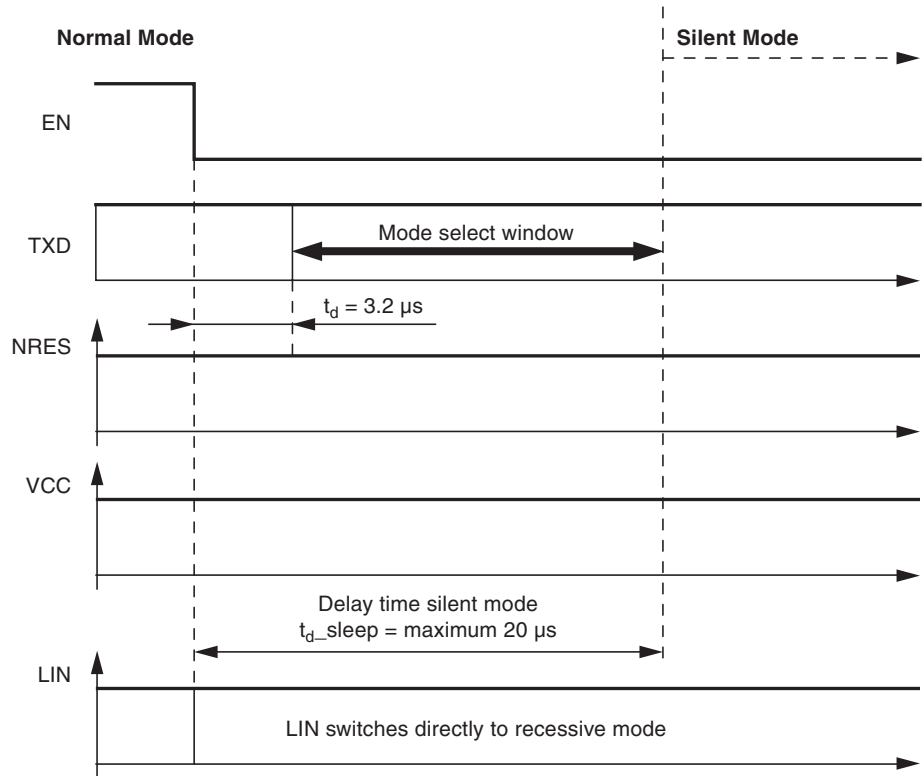 Normal Mode
Silent Mode
EN
TXD
Mode select window
t_d = 3.2 µs
NRES
VCC
Delay time silent mode
t_d_sleep = maximum 20 µs
LIN
LIN switches directly to recessive mode